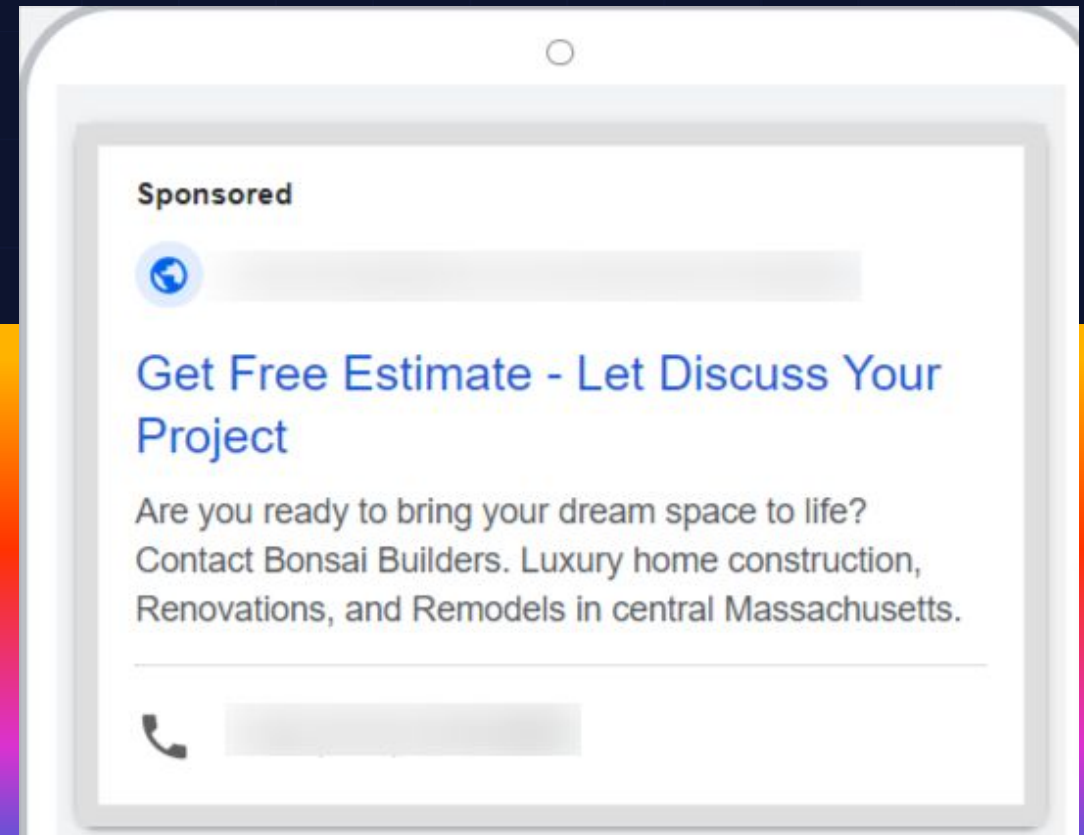 Sponsored
Get Free Estimate - Let Discuss Your
Project
Are you ready to bring your dream space to life?
Contact Bonsai Builders. Luxury home construction,
Renovations, and Remodels in central Massachusetts.